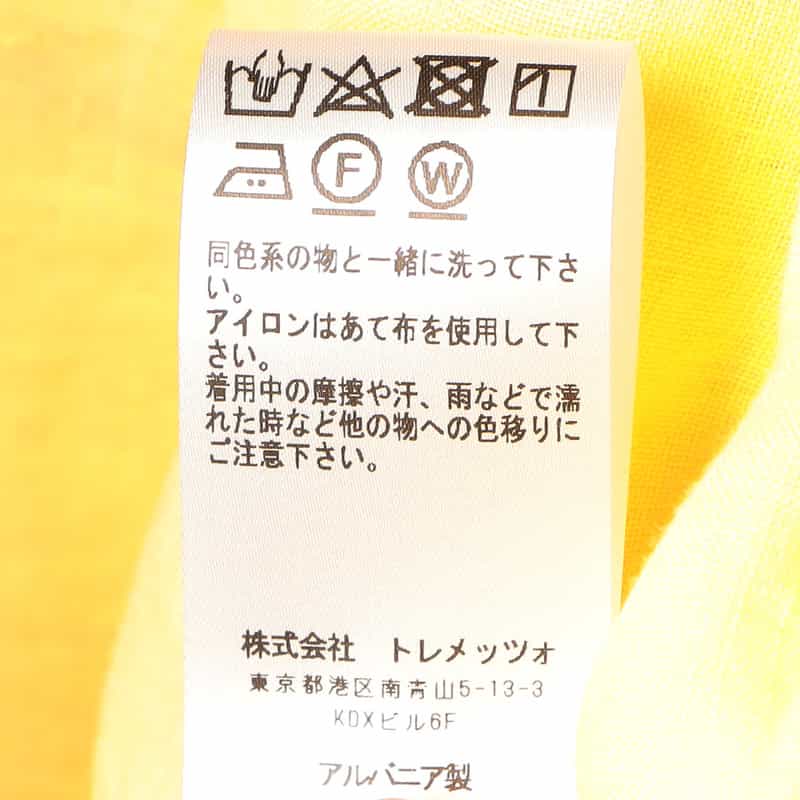 F W
同色系の物と一緒に洗って下さ
い。
アイロンはあて布を使用して下
さい。
着用中の摩擦や汗、雨などで濡
れた時など他の物への色移りに
ご注意下さい。
株式会社 トレメッツォ
東京都港区南青山5-13-3
KDXビル6F
アルバニア製